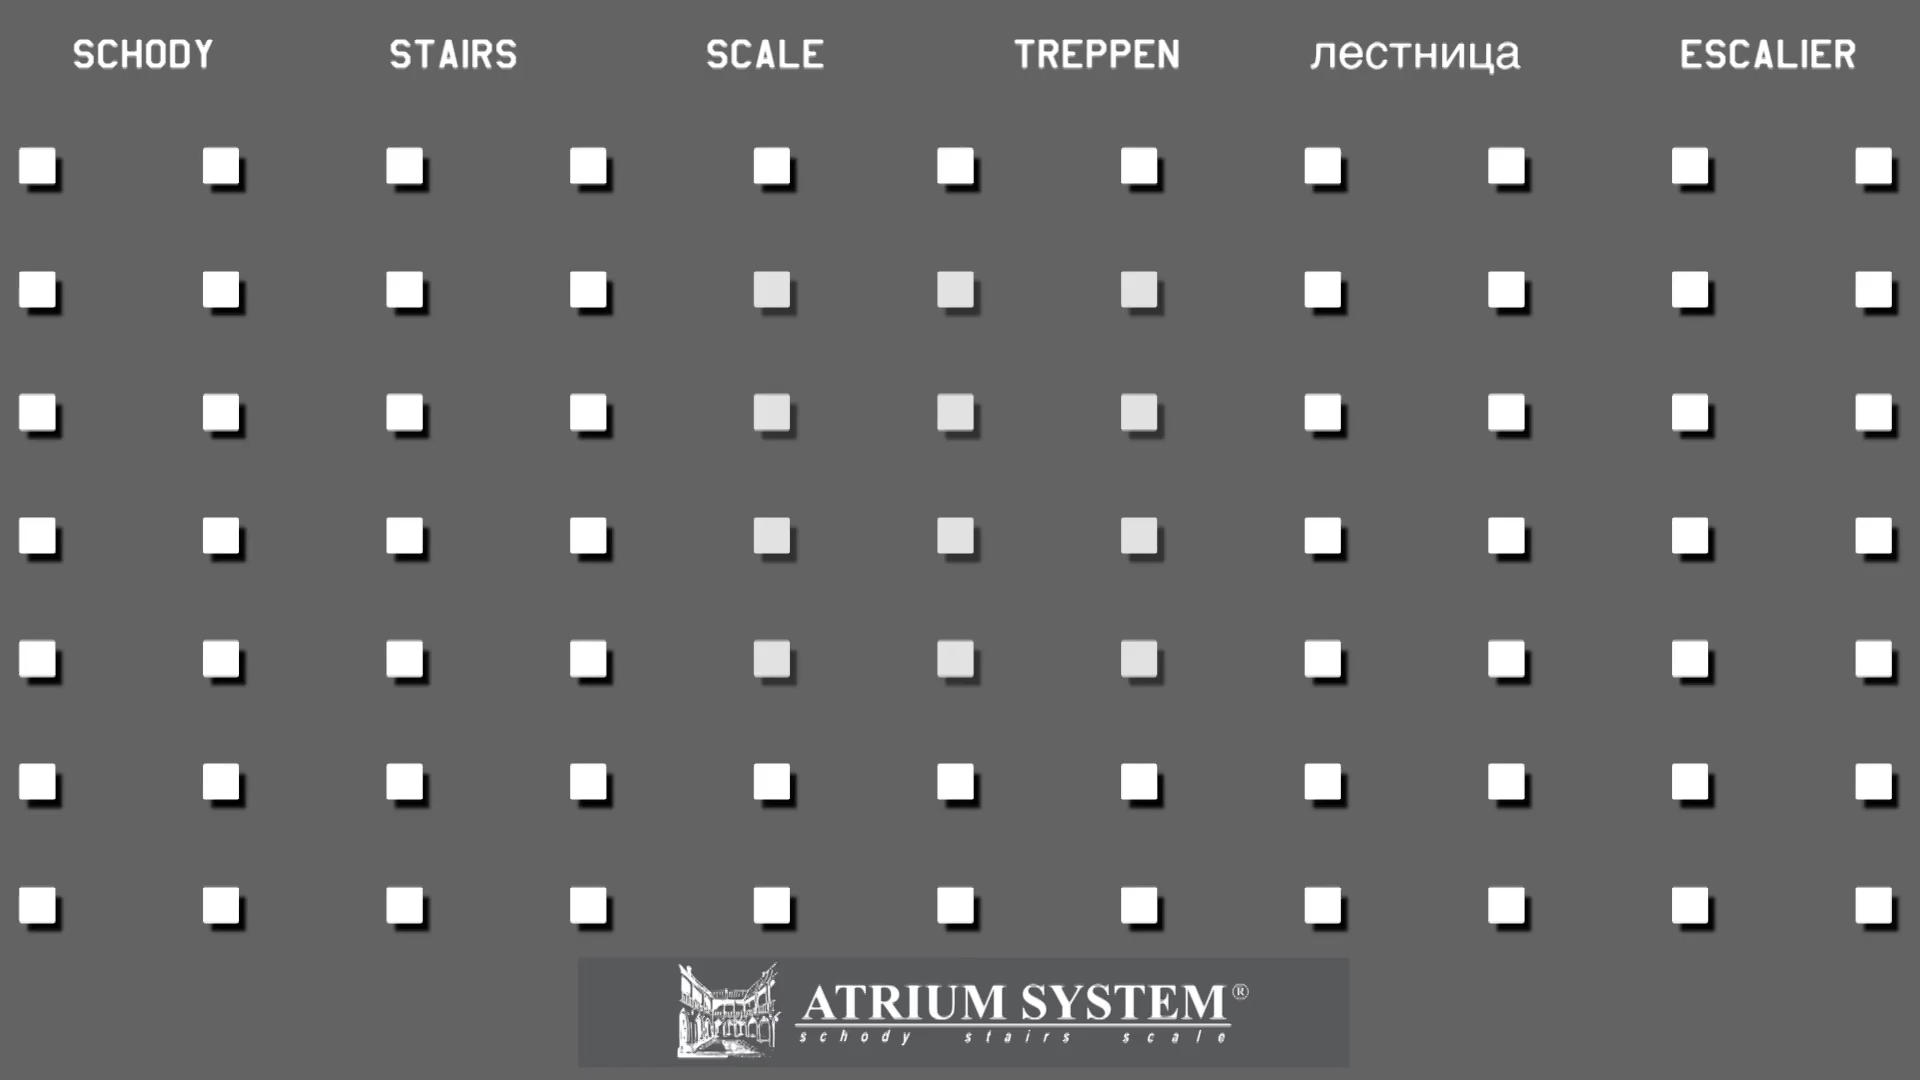 SCHODY STAIRS SCALE TREPPEN лестница ESCALIER
ATRIUM SYSTEM®
schody stairs scale